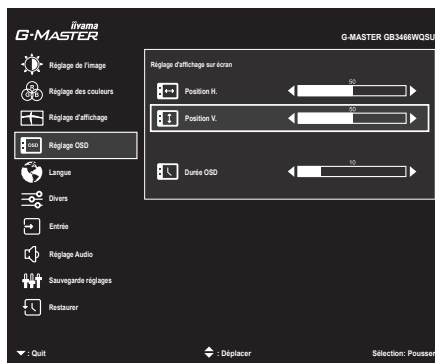 iiyama
G-MASTER
G-MASTER GB3466WQSU
Réglage de l'image
Réglage des couleurs
R
G B
Réglage d'affichage
OSD
Réglage OSD
Langue
Divers
Entrée
Réglage Audio
Sauvegarde réglages
Restaurer
Réglage d'affichage sur écran
Position H.
50
Position V.
50
Durée OSD
10
: Quit
: Déplacer
Sélection: Pousser